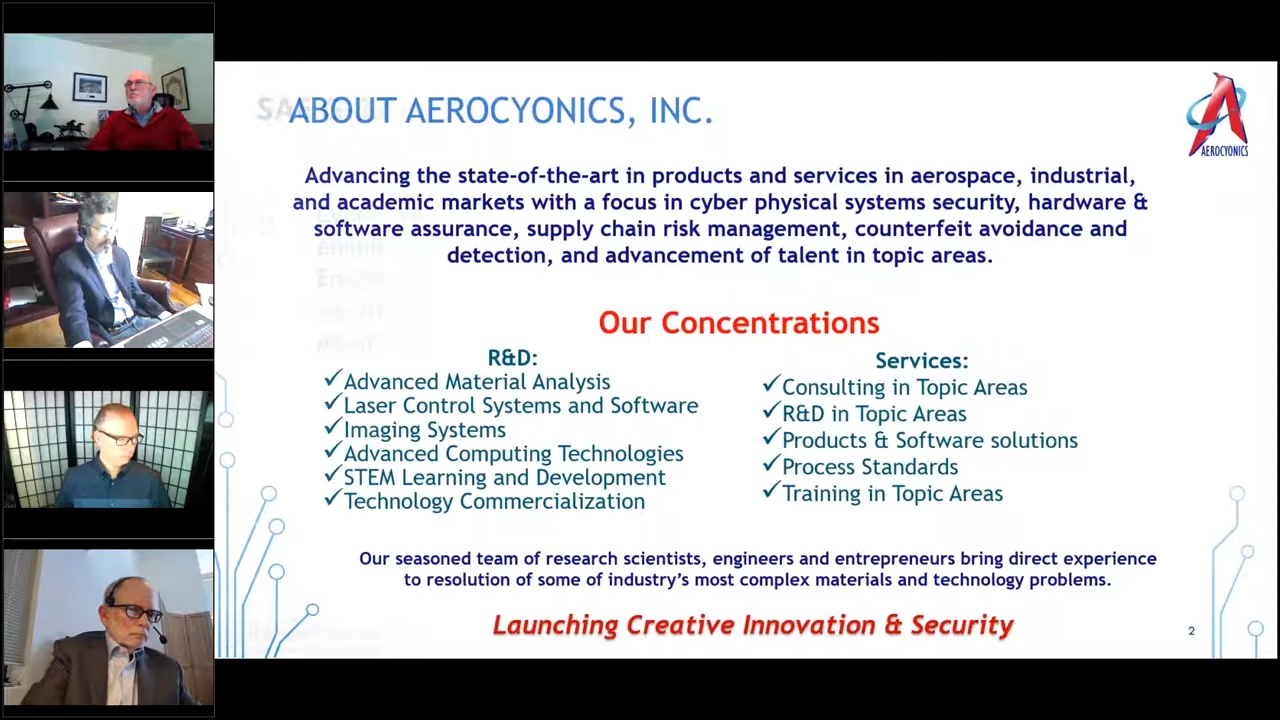 ABOUT AEROCYONICS, INC.
AEROCYONICS
Advancing the state-of-the-art in products and services in aerospace, industrial,
and academic markets with a focus in cyber physical systems security, hardware &
software assurance, supply chain risk management, counterfeit avoidance and
detection, and advancement of talent in topic areas.
Our Concentrations
R&D:
✓Advanced Material Analysis
✓Laser Control Systems and Software
✓Imaging Systems
✓Advanced Computing Technologies
✓STEM Learning and Development
✓Technology Commercialization
Services:
✓Consulting in Topic Areas
✓R&D in Topic Areas
✓Products & Software solutions
✓Process Standards
✓Training in Topic Areas
Our seasoned team of research scientists, engineers and entrepreneurs bring direct experience
to resolution of some of industry's most complex materials and technology problems.
Launching Creative Innovation & Security
2